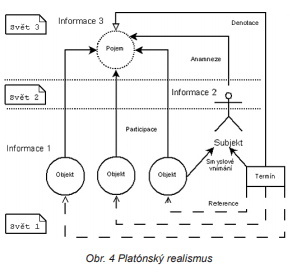 Informace 3
Svět 3
Denotace
Pojem
Anamneze
Svět 2
Informace 2
Participace
Informace 1
Subjekt
Smyslové
vnímání
Objekt
Objekt
Objekt
Termín
Reference
Svět 1
Obr. 4 Platónský realismus